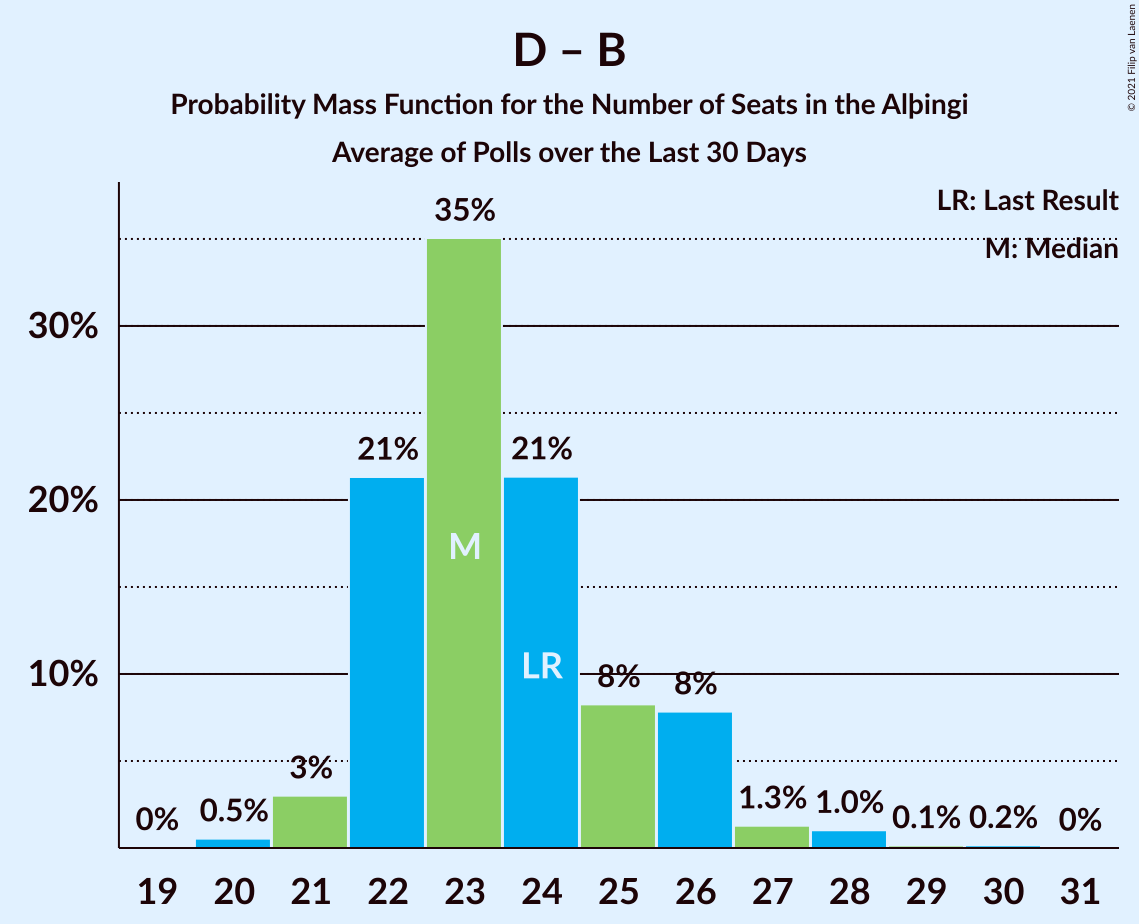 D – B
Probability Mass Function for the Number of Seats in the Alþingi
Average of Polls over the Last 30 Days
© 2021 Filip van Laenen
LR: Last Result
M: Median
30%
20%
10%
0%
0.5%
3%
21%
35%
21%
8%
8%
1.3%
1.0%
0.1%
0.2%
0%
M
LR
19 20 21 22 23 24 25 26 27 28 29 30 31